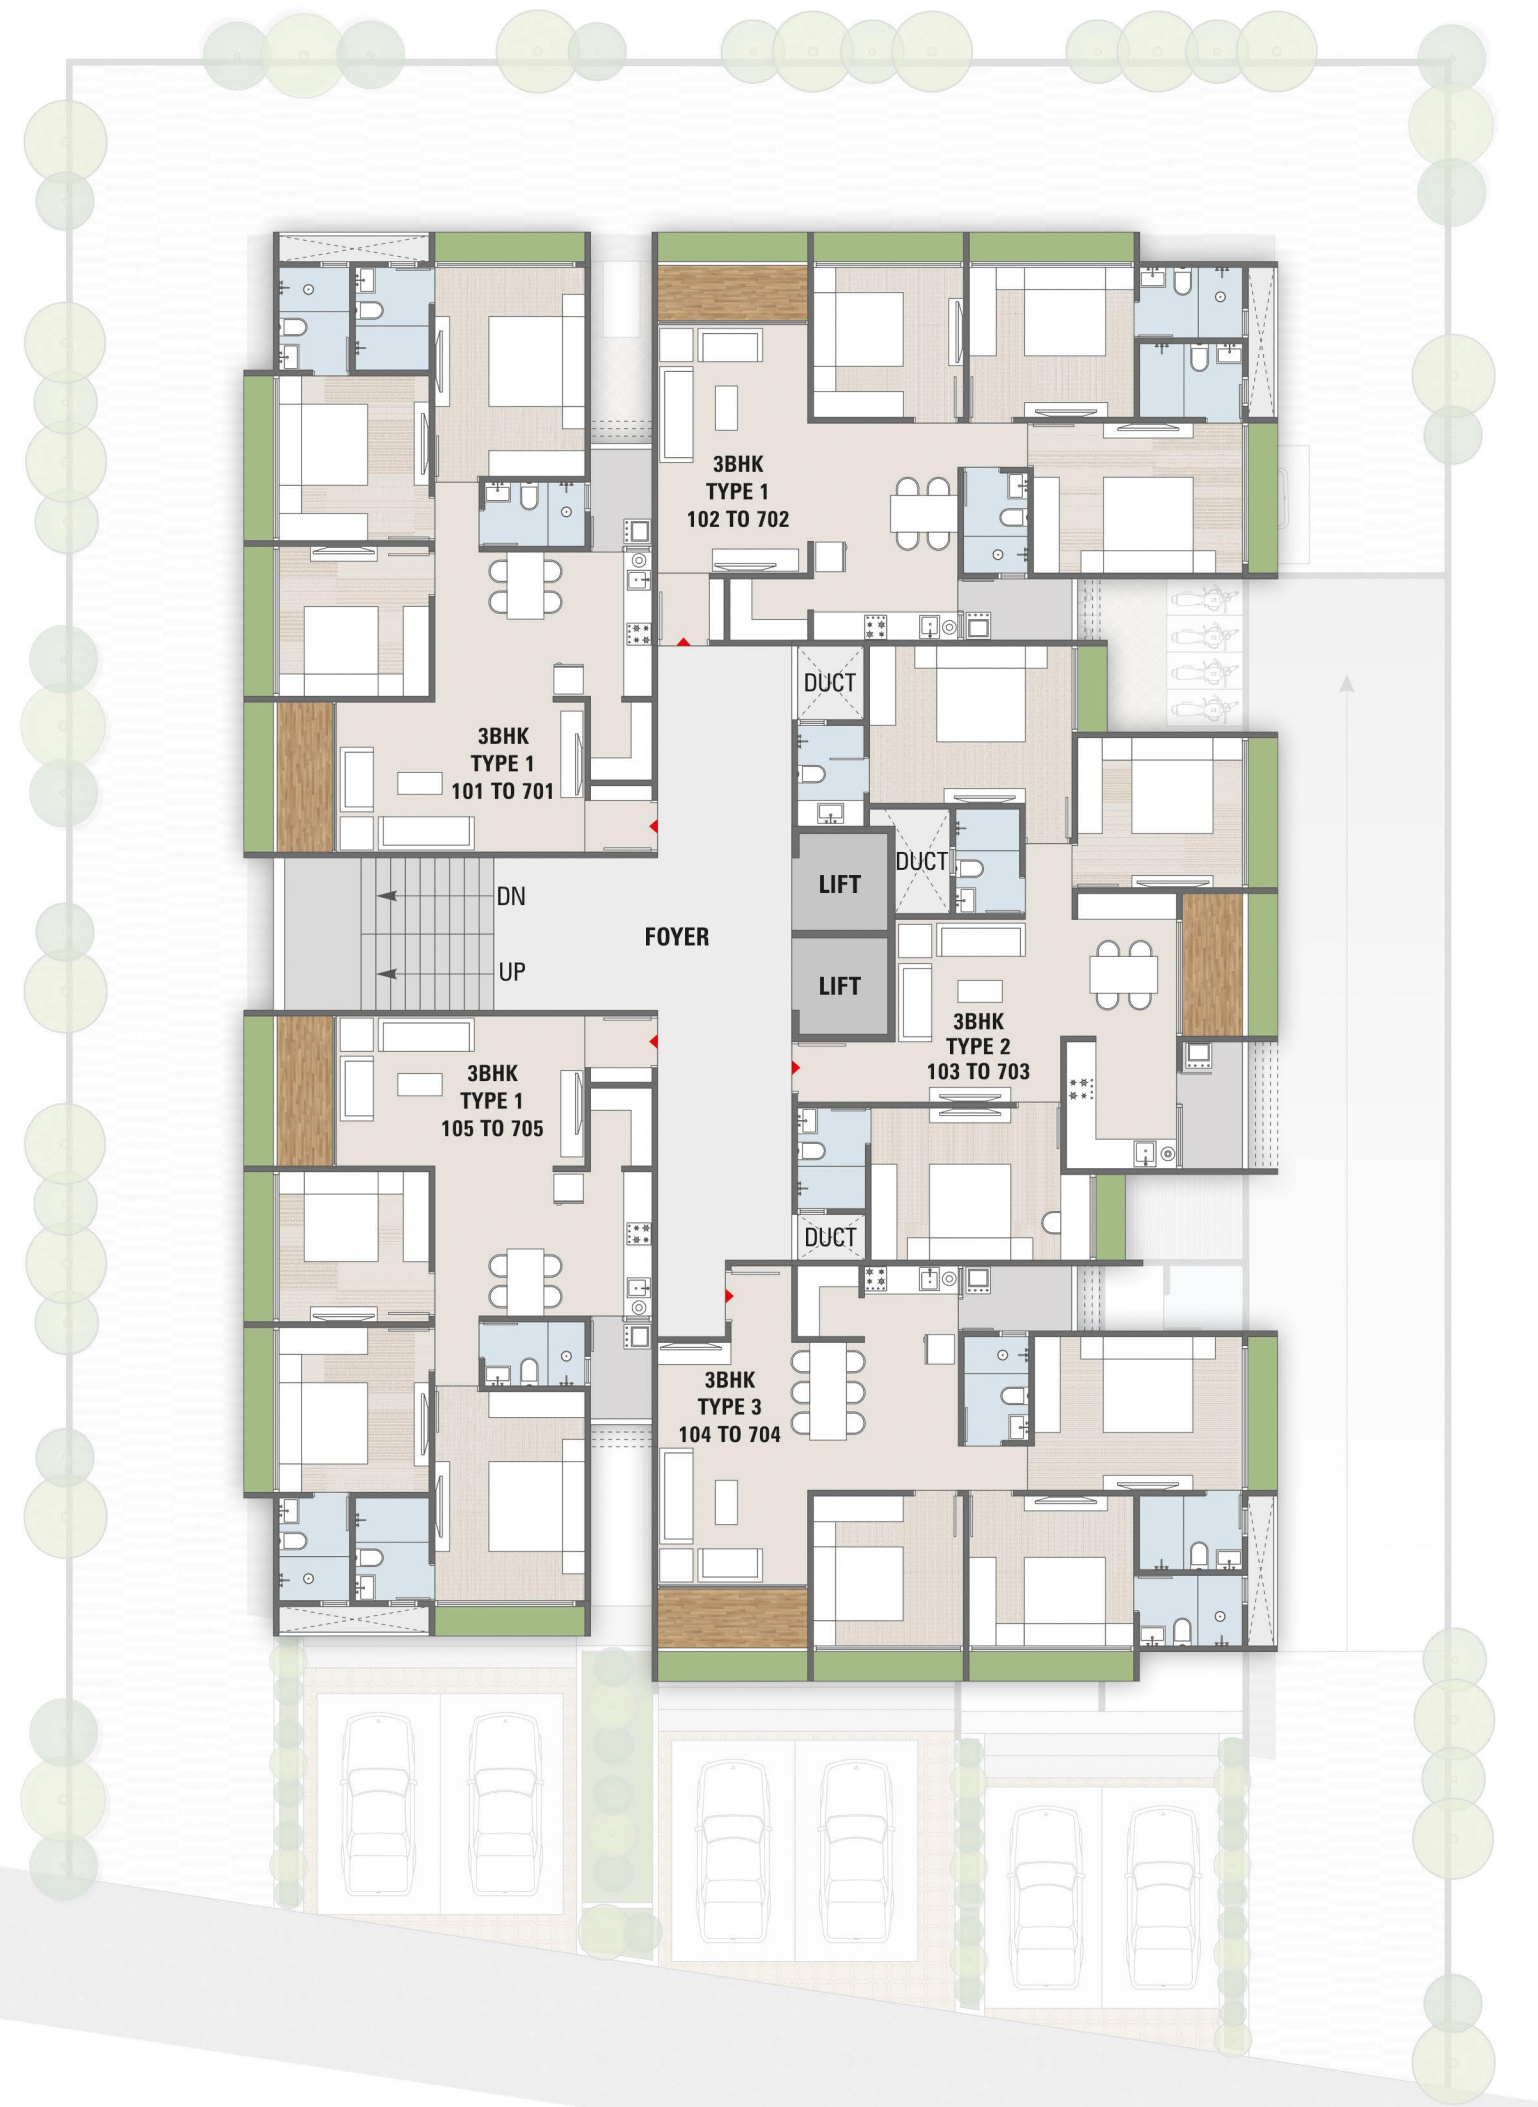 3BHK
TYPE 1
102 TO 702
DUCT
3BHK
TYPE 1
101 TO 701
DUCT
LIFT
DN
FOYER
UP
LIFT
3BHK
TYPE 2
103 TO 703
3BHK
TYPE 1
105 TO 705
DUCT
3BHK
TYPE 3
104 TO 704